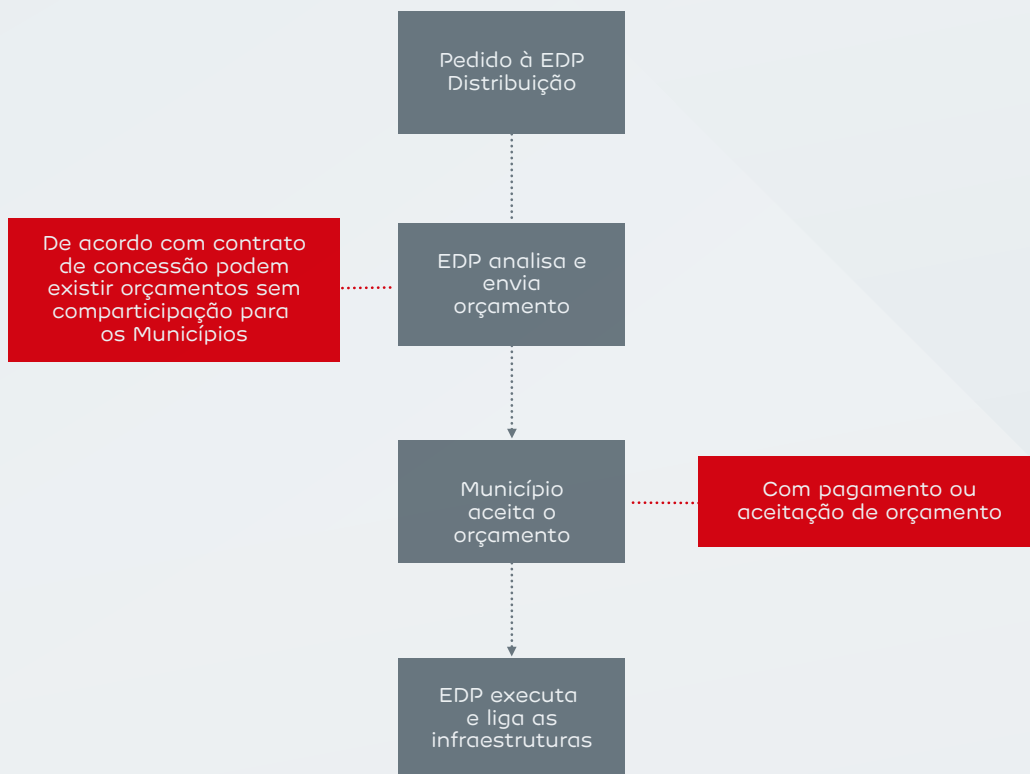 Pedido à EDP
Distribuição
De acordo com contrato
de concessão podem
existir orçamentos sem
comparticipação para
os Municípios
EDP analisa e
envia
orçamento
Município
aceita o
orçamento
Com pagamento ou
aceitação de orçamento
EDP executa
e liga as
infraestruturas